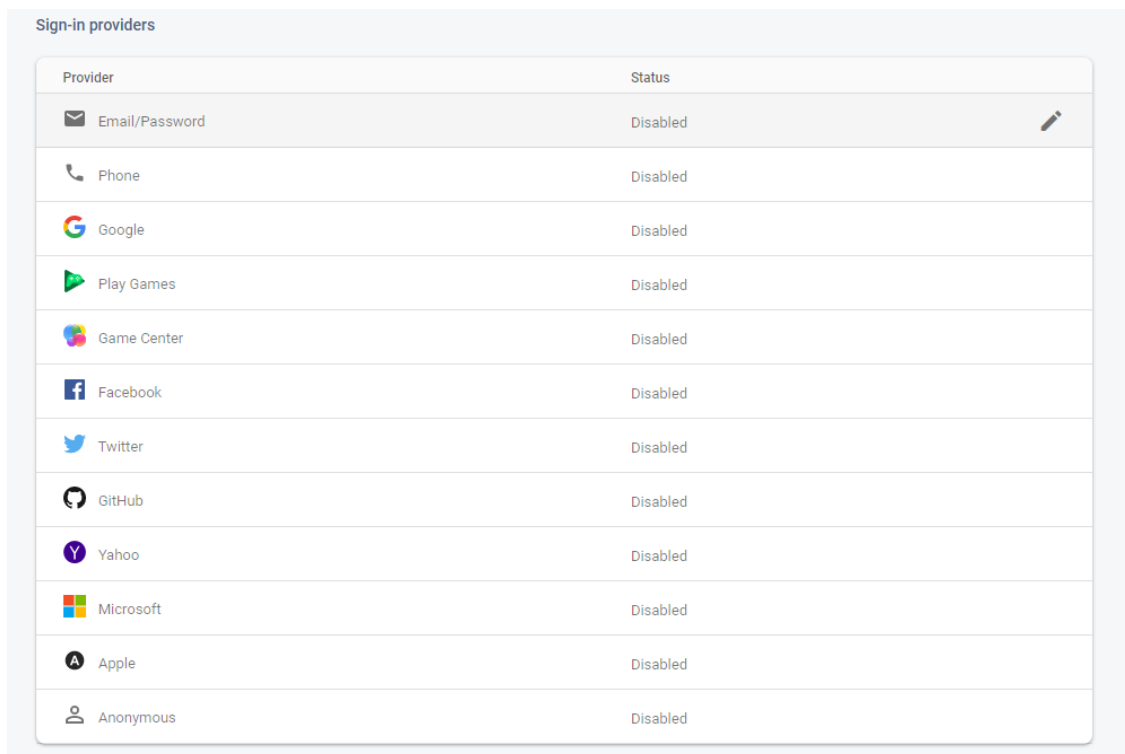 Sign-in providers
Provider Status
Email/Password Disabled
Phone Disabled
Google Disabled
Play Games Disabled
Game Center Disabled
Facebook Disabled
Twitter Disabled
GitHub Disabled
Yahoo Disabled
Microsoft Disabled
Apple Disabled
Anonymous Disabled